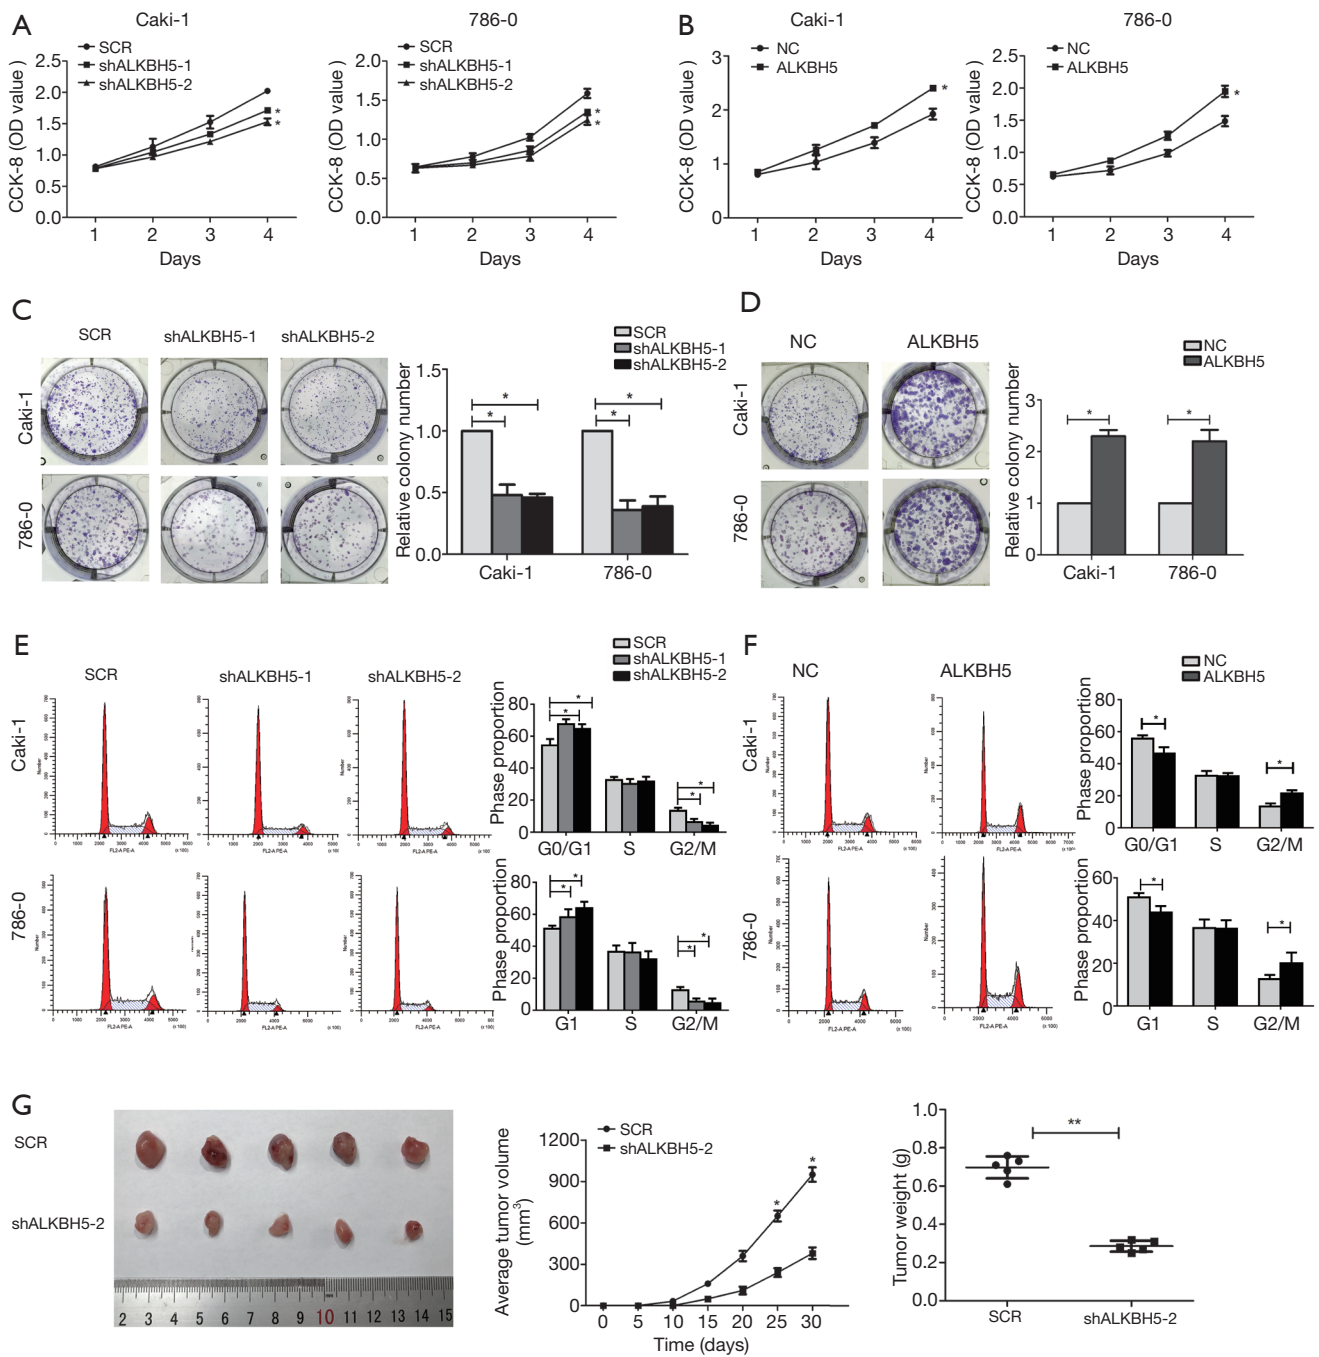 A
Caki-1
786-0
SCR
shALKBH5-1
shALKBH5-2
SCR
shALKBH5-1
shALKBH5-2
CCK-8 (OD value)
2.5
2.0
1.5
1.0
0.5
0.0
*
*
1 2 3 4
Days
CCK-8 (OD value)
2.0
1.5
1.0
0.5
0.0
*
*
1 2 3 4
Days
B
Caki-1
786-0
NC
ALKBH5
NC
ALKBH5
CCK-8 (OD value)
3
2
1
0
*
1 2 3 4
Days
CCK-8 (OD value)
2.5
2.0
1.5
1.0
0.5
0.0
*
1 2 3 4
Days
C
SCR shALKBH5-1 shALKBH5-2
Caki-1
786-0
SCR
shALKBH5-1
shALKBH5-2
Relative colony number
1.5
1.0
0.5
0.0
* *
* *
Caki-1 786-0
D
NC ALKBH5
Caki-1
786-0
NC
ALKBH5
Relative colony number
3
2
1
0
* *
Caki-1 786-0
E
SCR shALKBH5-1 shALKBH5-2
Caki-1
786-0
SCR
shALKBH5-1
shALKBH5-2
Number
FL2-A PE-A
Phase proportion
80
60
40
20
0
*
*
*
*
G0/G1 S G2/M
Phase proportion
80
60
40
20
0
*
*
*
*
G1 S G2/M
F
NC ALKBH5
Caki-1
786-0
NC
ALKBH5
Number
FL2-A PE-A
Phase proportion
80
60
40
20
0
*
*
G0/G1 S G2/M
Phase proportion
60
40
20
0
*
*
G1 S G2/M
G
SCR
shALKBH5-2
2 3 4 5 6 7 8 9 10 11 12 13 14 15
SCR
shALKBH5-2
Average tumor volume
(mm³)
1200
900
600
300
0
*
*
0 5 10 15 20 25 30
Time (days)
Tumor weight (g)
1.0
0.8
0.6
0.4
0.2
0.0
**
SCR shALKBH5-2